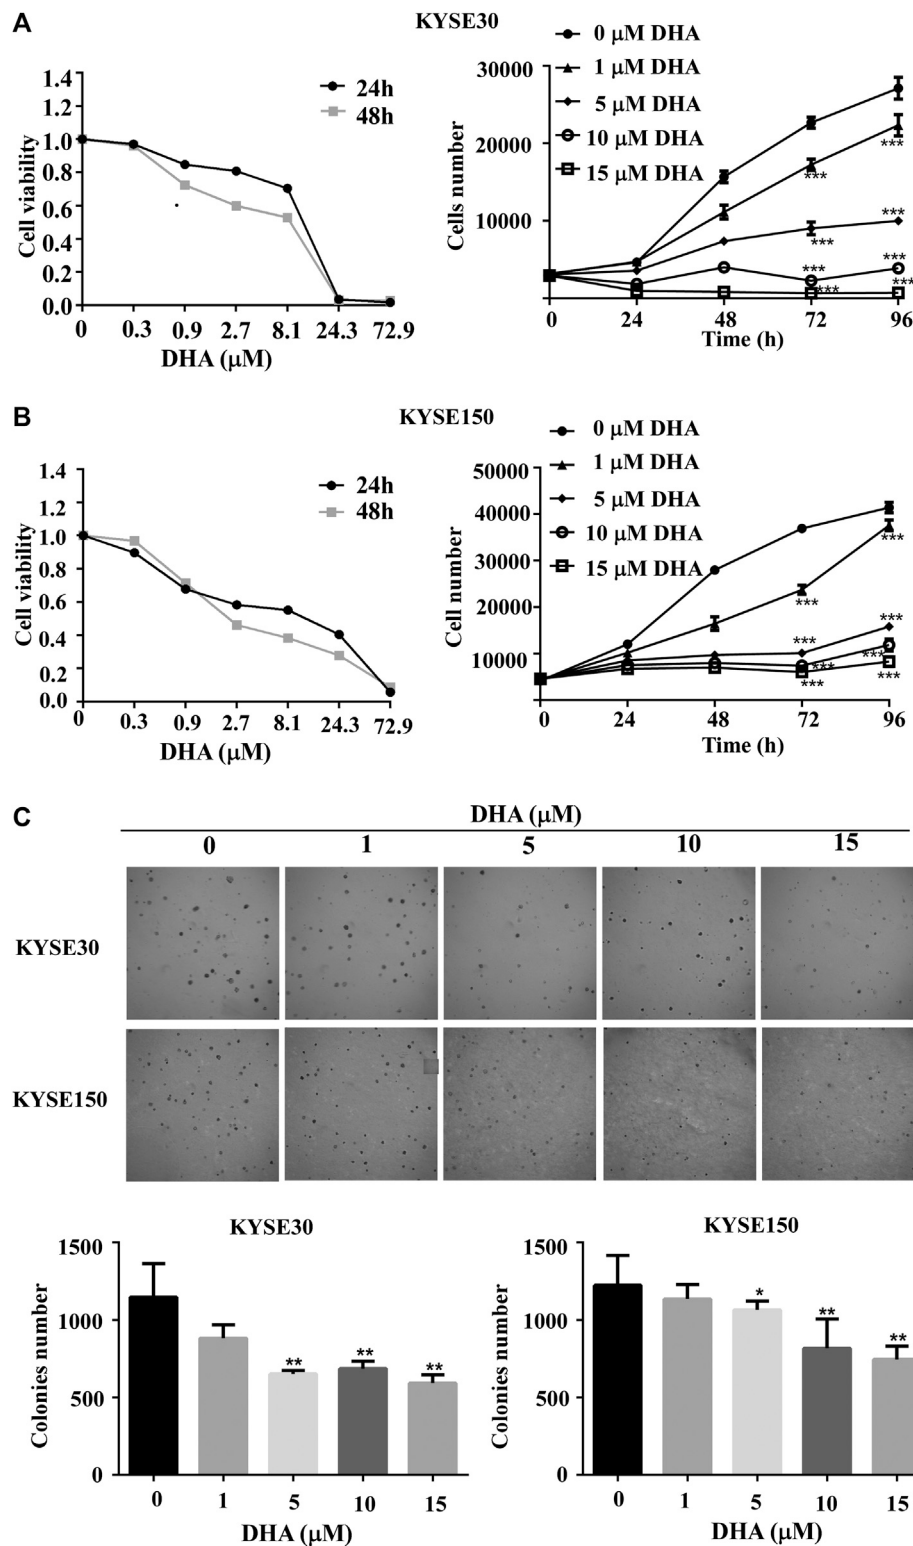 A
KYSE30
1.4
1.2
1.0
0.8
0.6
0.4
0.2
0.0
Cell viability
24h
48h
0 0.3 0.9 2.7 8.1 24.3 72.9
DHA (μM)
0 μM DHA
1 μM DHA
5 μM DHA
10 μM DHA
15 μM DHA
30000
20000
10000
Cells number
***
***
***
***
***
***
***
***
0 24 48 72 96
Time (h)
B
KYSE150
1.4
1.2
1.0
0.8
0.6
0.4
0.2
0.0
Cell viability
24h
48h
0 0.3 0.9 2.7 8.1 24.3 72.9
DHA (μM)
0 μM DHA
1 μM DHA
5 μM DHA
10 μM DHA
15 μM DHA
50000
40000
30000
20000
10000
Cell number
***
***
***
***
***
***
***
***
0 24 48 72 96
Time (h)
C
DHA (μM)
0 1 5 10 15
KYSE30
KYSE150
KYSE30
1500
1000
500
0
Colonies number
** ** **
0 1 5 10 15
DHA (μM)
KYSE150
1500
1000
500
0
Colonies number
* ** **
0 1 5 10 15
DHA (μM)